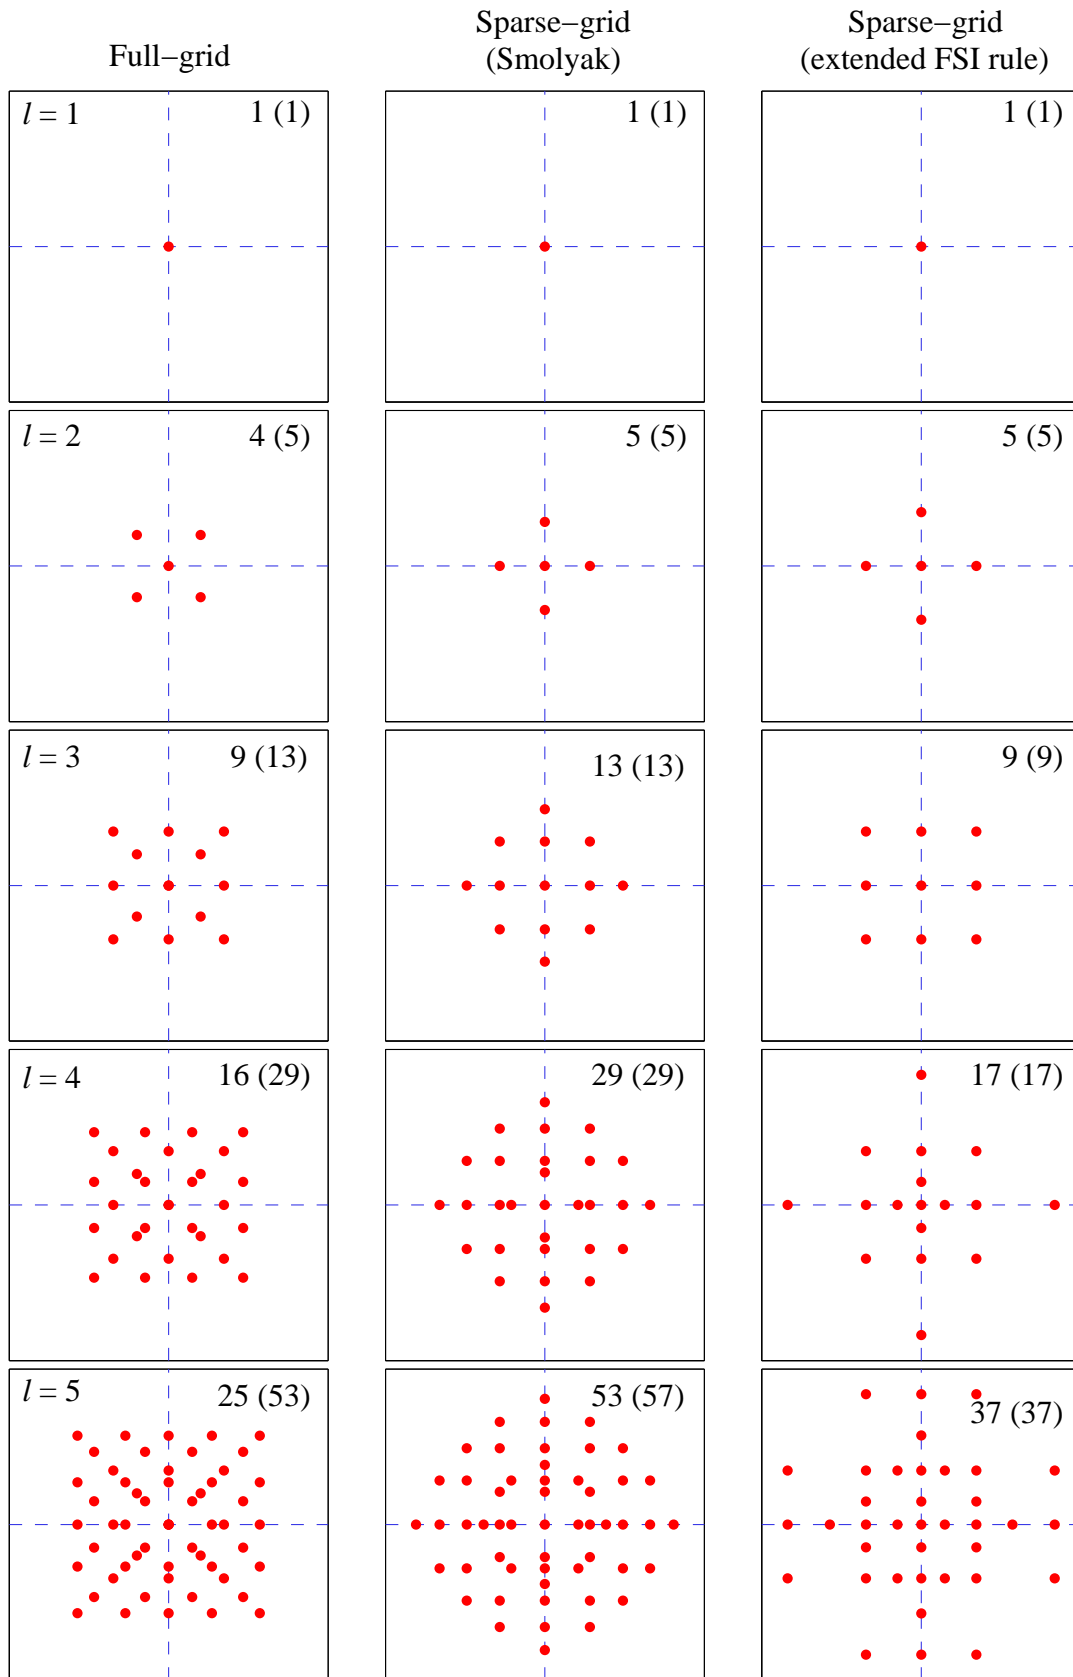 Full−grid
Sparse−grid
(Smolyak)
Sparse−grid
(extended FSI rule)
l = 1
1 (1)
1 (1)
1 (1)
l = 2
4 (5)
5 (5)
5 (5)
l = 3
9 (13)
13 (13)
9 (9)
l = 4
16 (29)
29 (29)
17 (17)
l = 5
25 (53)
53 (57)
37 (37)